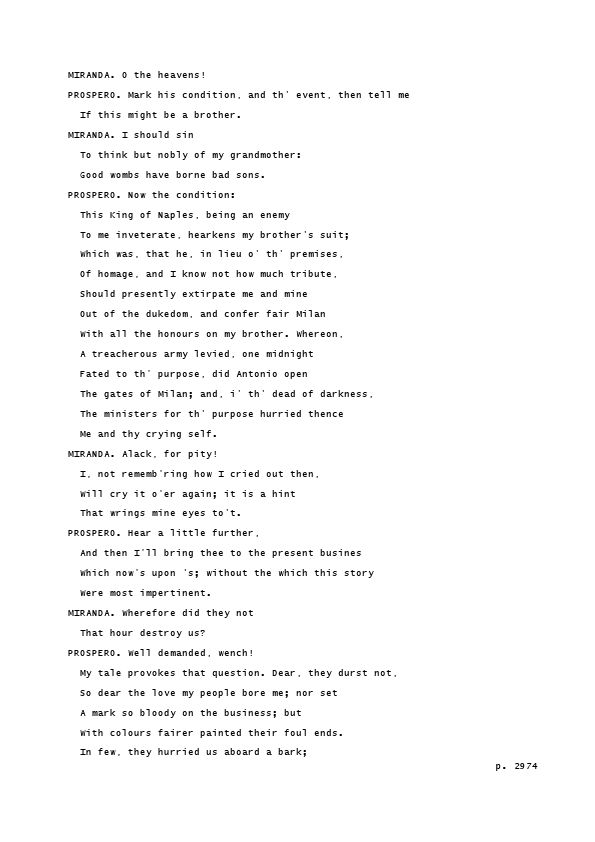 MIRANDA. O the heavens!
PROSPERO. Mark his condition, and th' event, then tell me
If this might be a brother.
MIRANDA. I should sin
To think but nobly of my grandmother:
Good wombs have borne bad sons.
PROSPERO. Now the condition:
This King of Naples, being an enemy
To me inveterate, hearkens my brother's suit;
Which was, that he, in lieu o' th' premises,
Of homage, and I know not how much tribute,
Should presently extirpate me and mine
Out of the dukedom, and confer fair Milan
With all the honours on my brother. Whereon,
A treacherous army levied, one midnight
Fated to th' purpose, did Antonio open
The gates of Milan; and, i' th' dead of darkness,
The ministers for th' purpose hurried thence
Me and thy crying self.
MIRANDA. Alack, for pity!
I, not rememb'ring how I cried out then,
Will cry it o'er again; it is a hint
That wrings mine eyes to't.
PROSPERO. Hear a little further,
And then I'll bring thee to the present busines
Which now's upon 's; without the which this story
Were most impertinent.
MIRANDA. Wherefore did they not
That hour destroy us?
PROSPERO. Well demanded, wench!
My tale provokes that question. Dear, they durst not,
So dear the love my people bore me; nor set
A mark so bloody on the business; but
With colours fairer painted their foul ends.
In few, they hurried us aboard a bark;
p. 2974